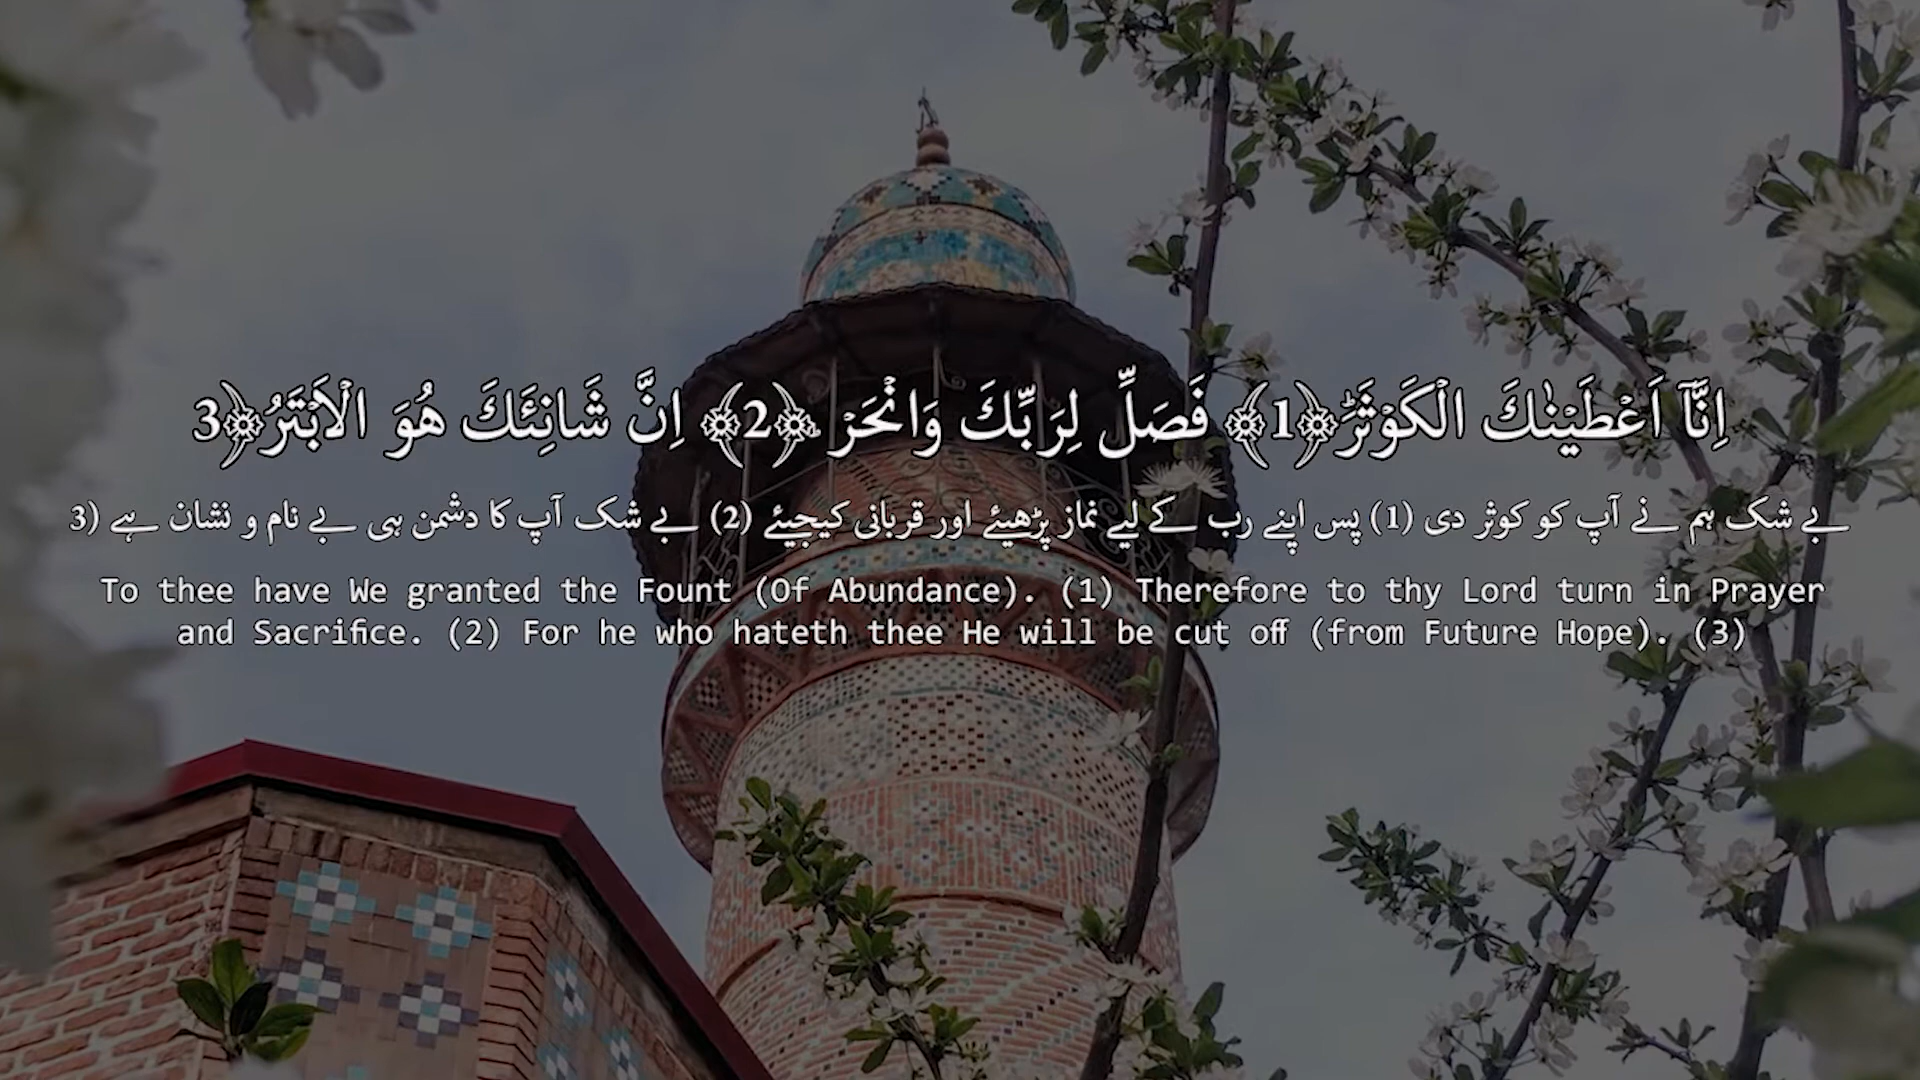 اِنَّاۤ اَعْطَيْنٰكَ الْكَوْثَرَؕ﴿1﴾ فَصَلِّ لِرَبِّكَ وَانْحَرْؕ ﴿2﴾ اِنَّ شَانِئَكَ هُوَ الْاَبْتَرُ﴿3
بے شک ہم نے آپ کو کوثر دی (1) پس اپنے رب کے لیے نماز پڑھیئے اور قربانی کیجیئے (2) بے شک آپ کا دشمن ہی بے نام و نشان ہے (3
To thee have We granted the Fount (Of Abundance). (1) Therefore to thy Lord turn in Prayer
and Sacrifice. (2) For he who hateth thee He will be cut off (from Future Hope). (3)